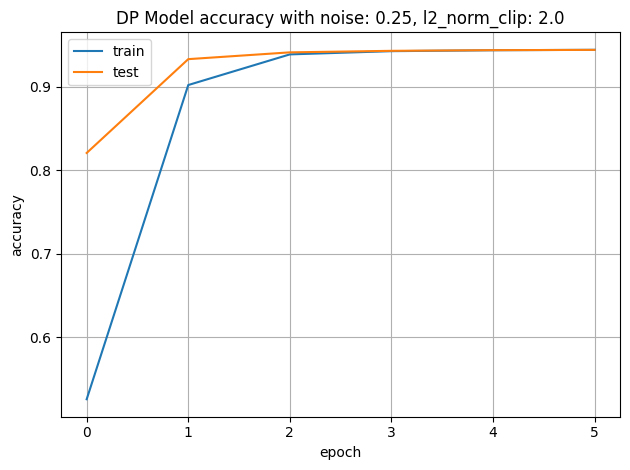 DP Model accuracy with noise: 0.25, l2_norm_clip: 2.0
train
test
0.9
0.8
0.7
0.6
accuracy
0 1 2 3 4 5
epoch